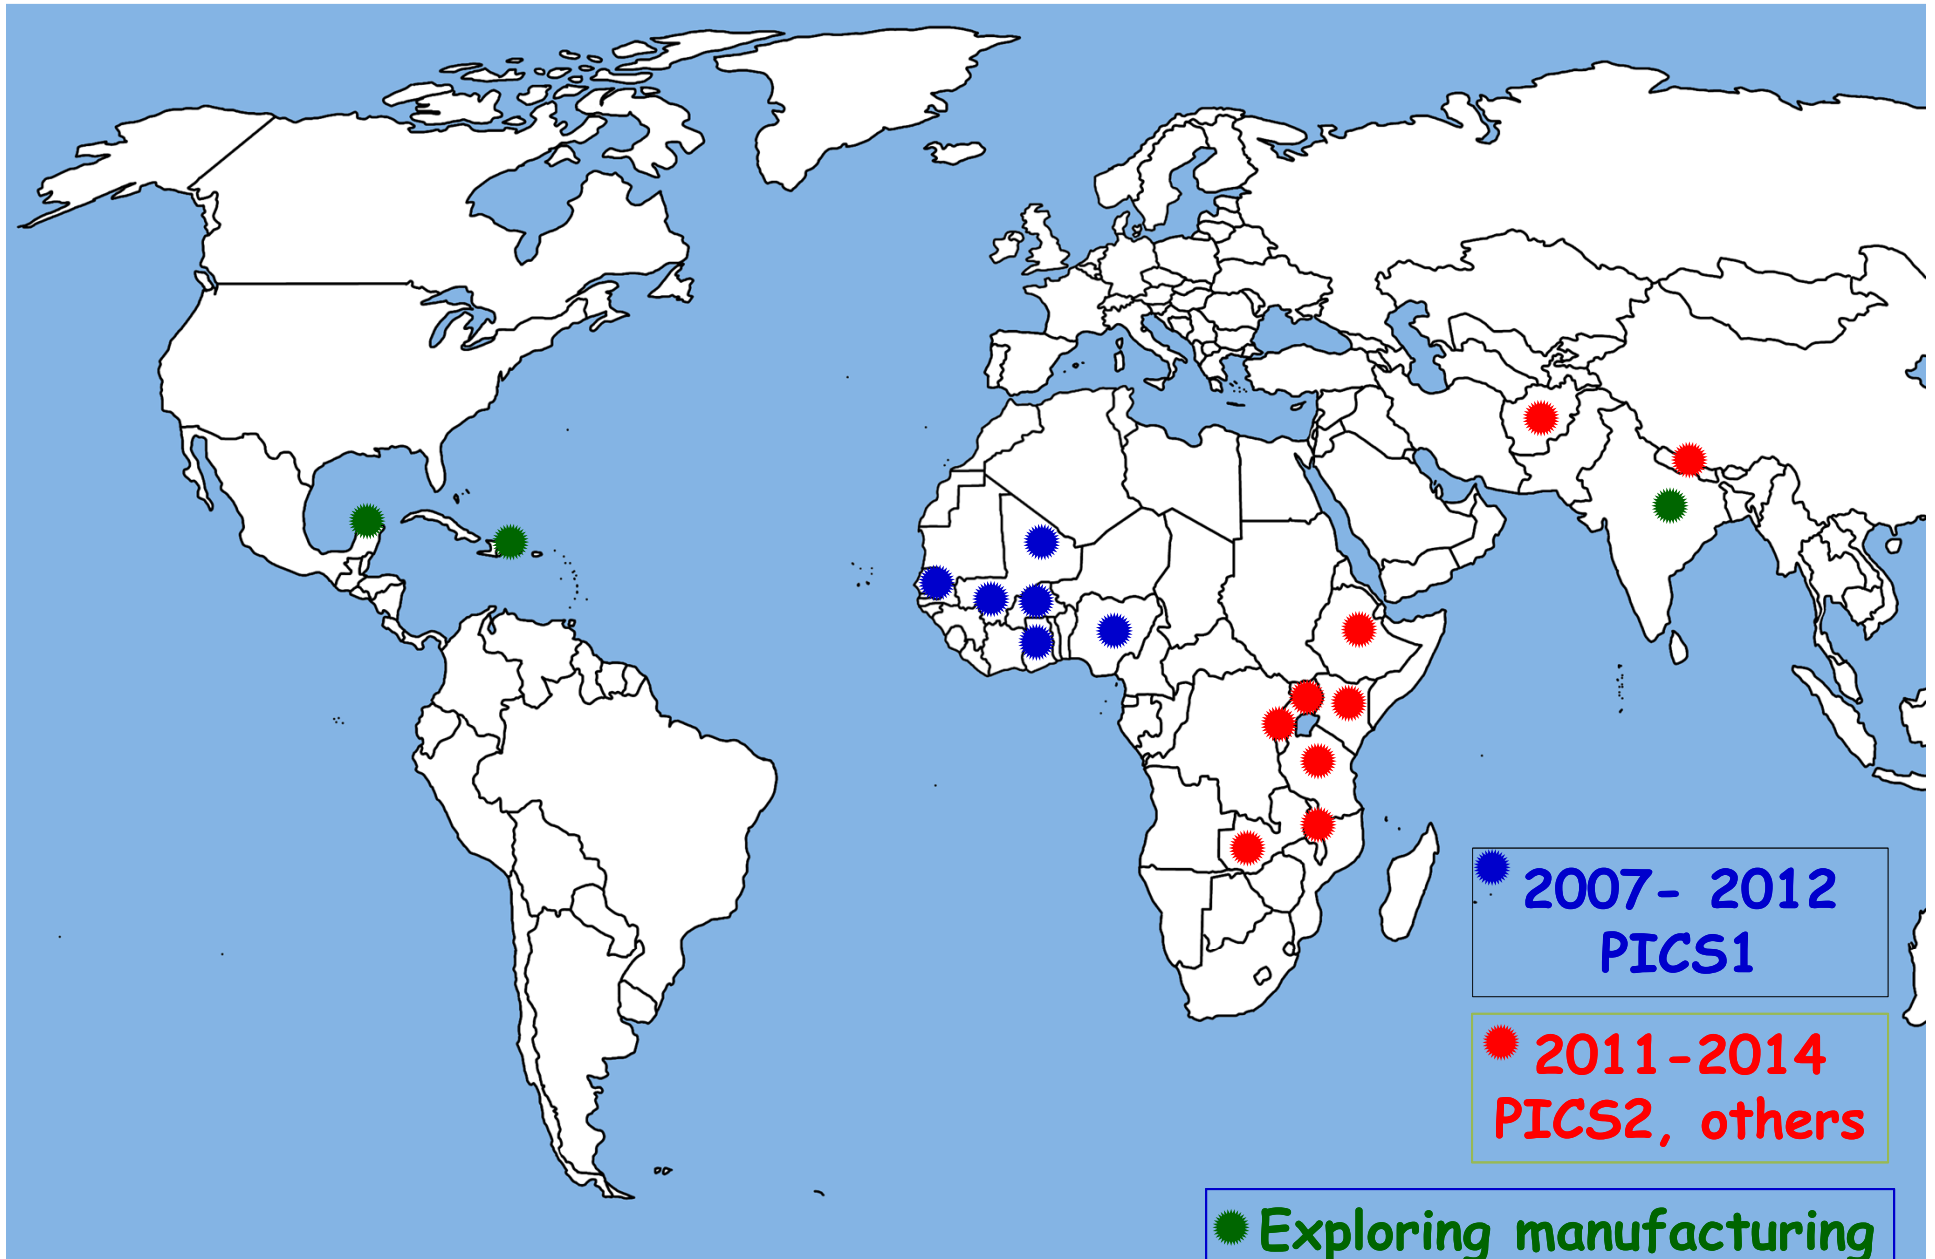 2007- 2012
PICS1
2011-2014
PICS2, others
Exploring manufacturing